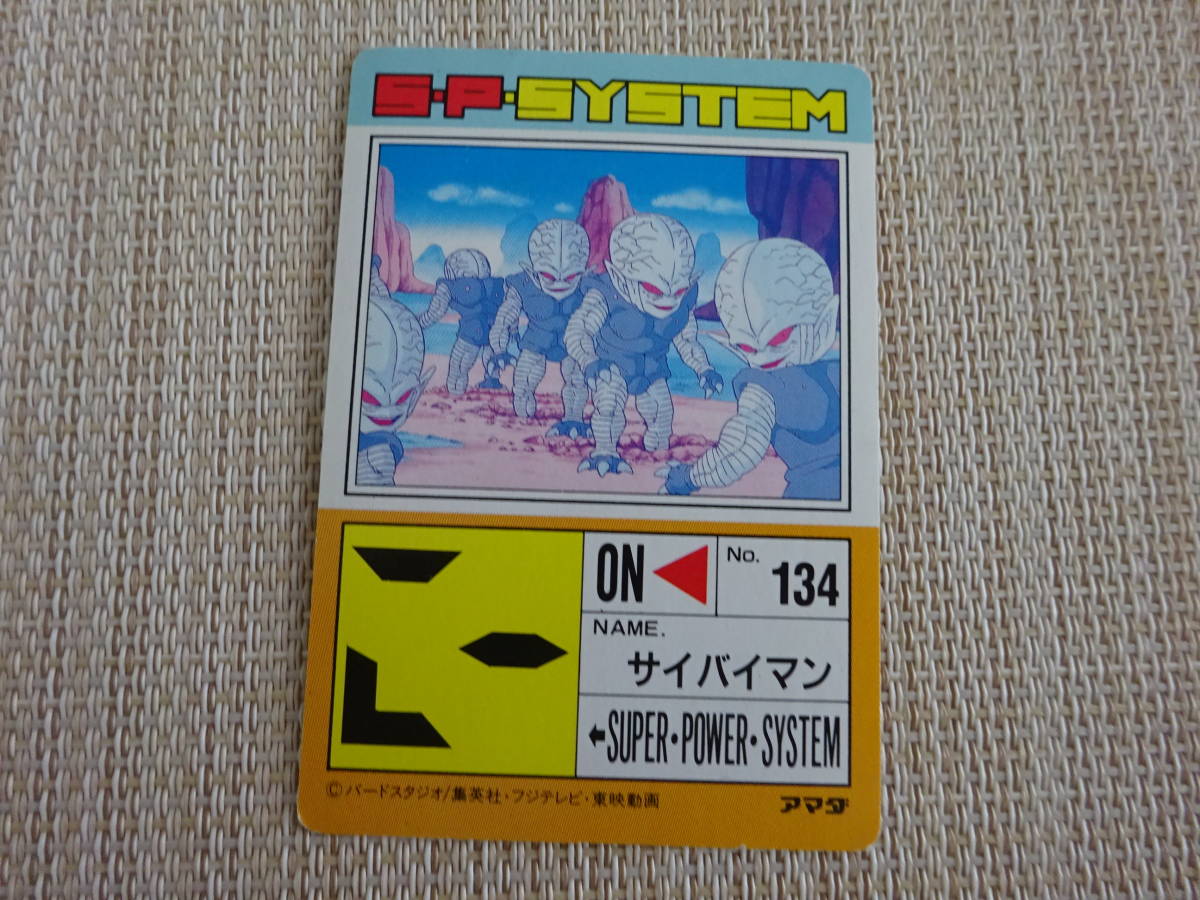 S・P・SYSTEM
ON
No.
134
NAME.
サイバイマン
←SUPER・POWER・SYSTEM
©バードスタジオ/集英社・フジテレビ・東映動画
アマダ